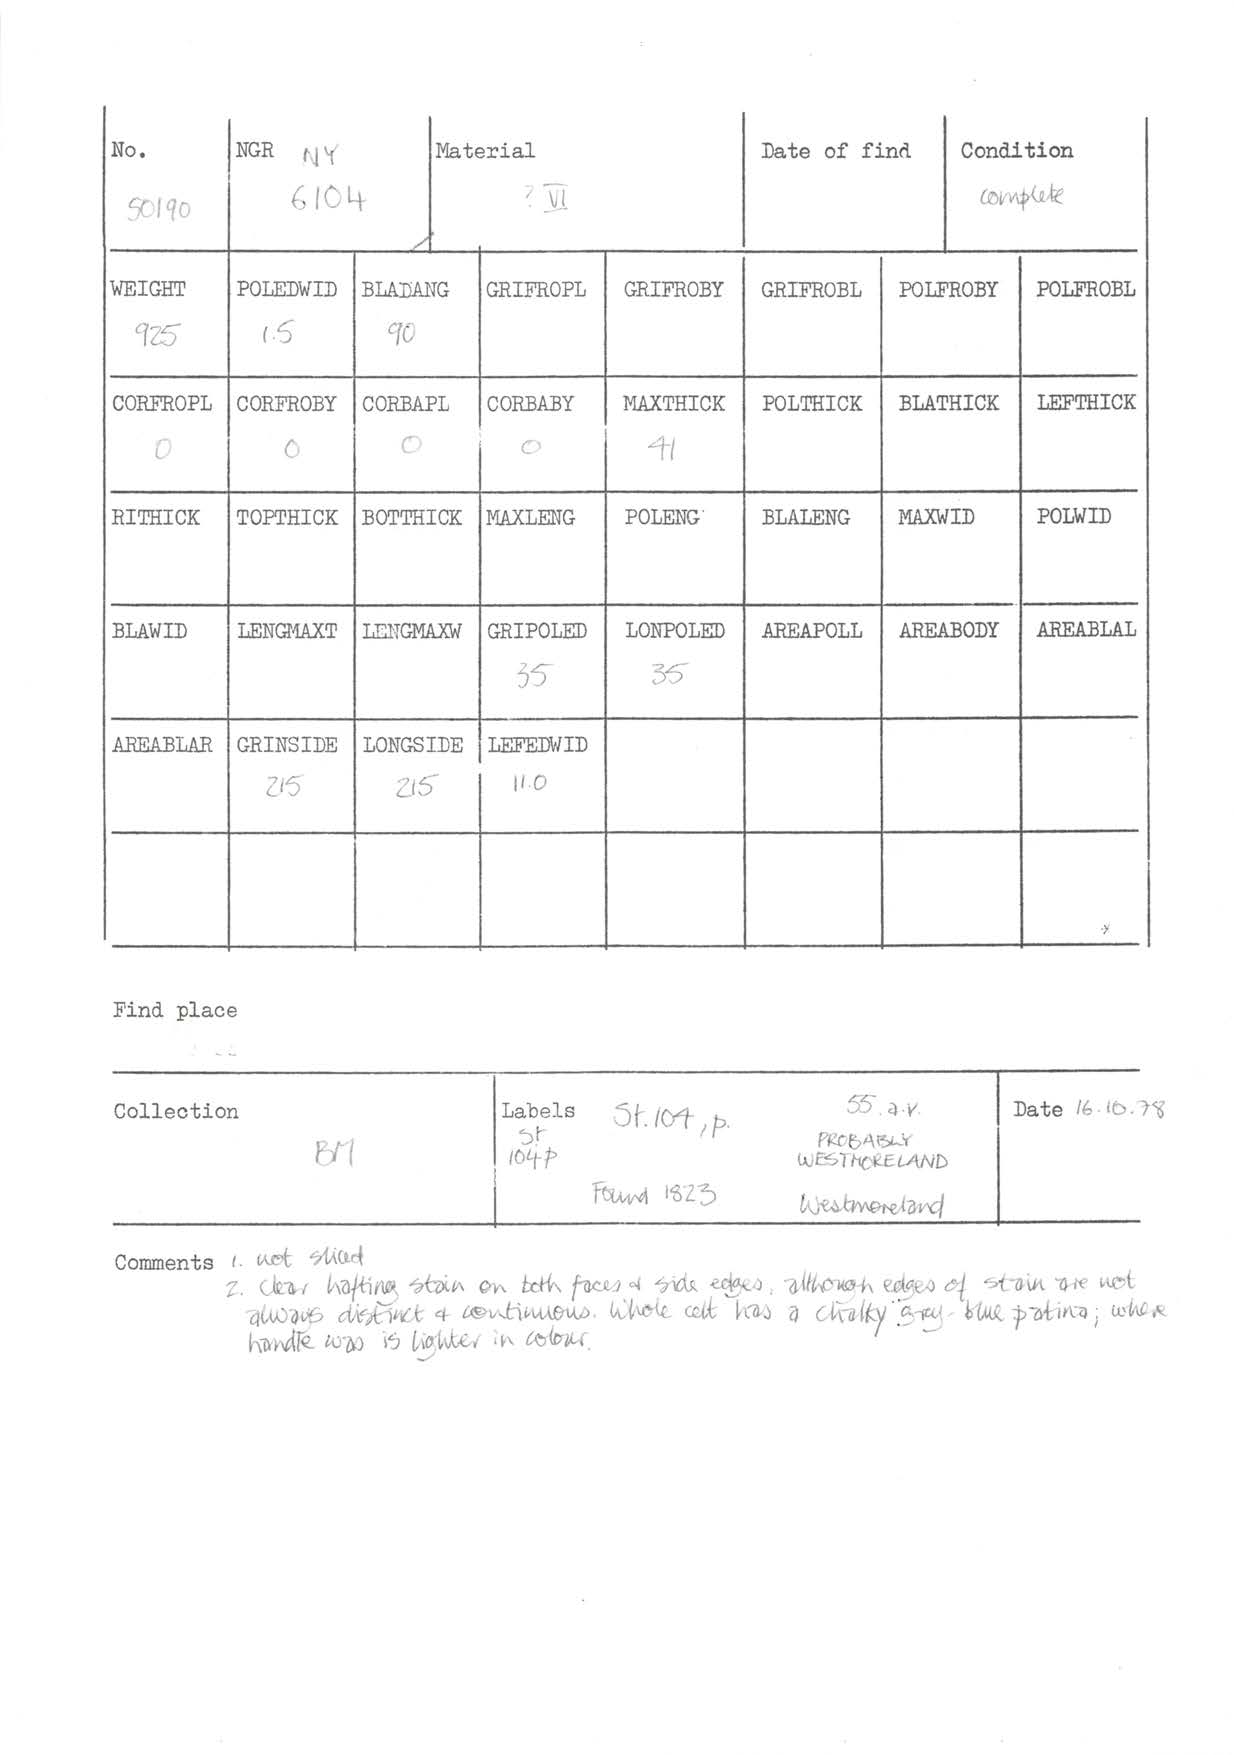 No. NGR NY Material Date of find Condition
50190 6104 ? VI complete
WEIGHT POLEDWID BLADANG GRIFROPL GRIFROBY GRIFROBL POLFROBY POLFROBL
925 1.5 90
CORFROPL CORFROBY CORBAPL CORBABY MAXTHICK POLTHICK BLATHICK LEFTHICK
0 0 0 0 41
RITHICK TOPTHICK BOTTHICK MAXLENG POLENG BLALENG MAXWID POLWID
BLAWID LENGMAXT LENGMAXW GRIPOLED LONPOLED AREAPOLL AREABODY AREABLAL
35 35
AREABLAR GRINSIDE LONGSIDE LEFEDWID
215 215 11.0
Find place
Collection Labels St.104,p. 55.a.v. Date 16.10.78
BM St PROBABLY
104p WESTMORELAND
Found 1823 Westmoreland
Comments 1. not sliced
2. Clear hafting stain on both faces & side edges, although edges of stain are not
always distinct & continuous. Whole celt has a chalky grey-blue patina; where
handle was is lighter in colour.